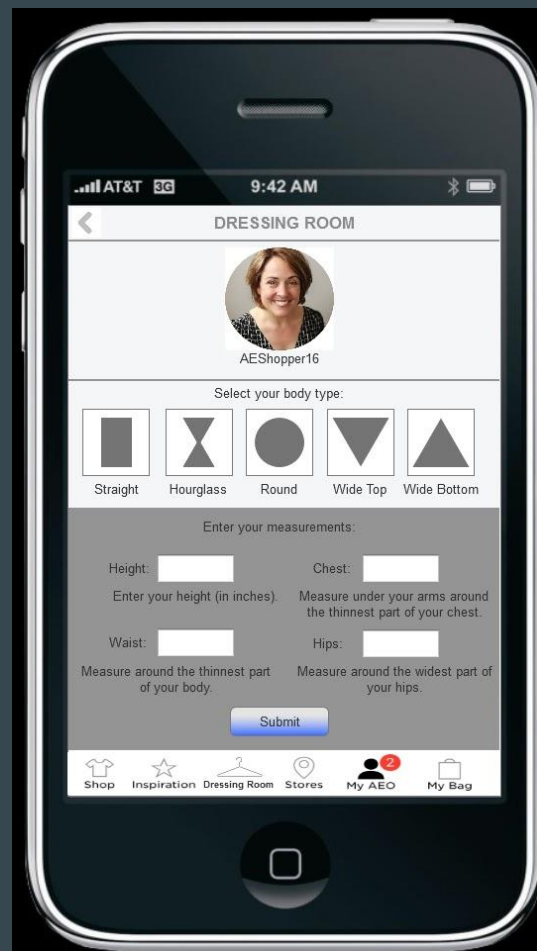 AT&T 3G 9:42 AM
DRESSING ROOM
AEShopper16
Select your body type:
Straight Hourglass Round Wide Top Wide Bottom
Enter your measurements:
Height: Chest:
Enter your height (in inches). Measure under your arms around
the thinnest part of your chest.
Waist: Hips:
Measure around the thinnest part Measure around the widest part of
of your body. your hips.
Submit
2
Shop Inspiration Dressing Room Stores My AEO My Bag